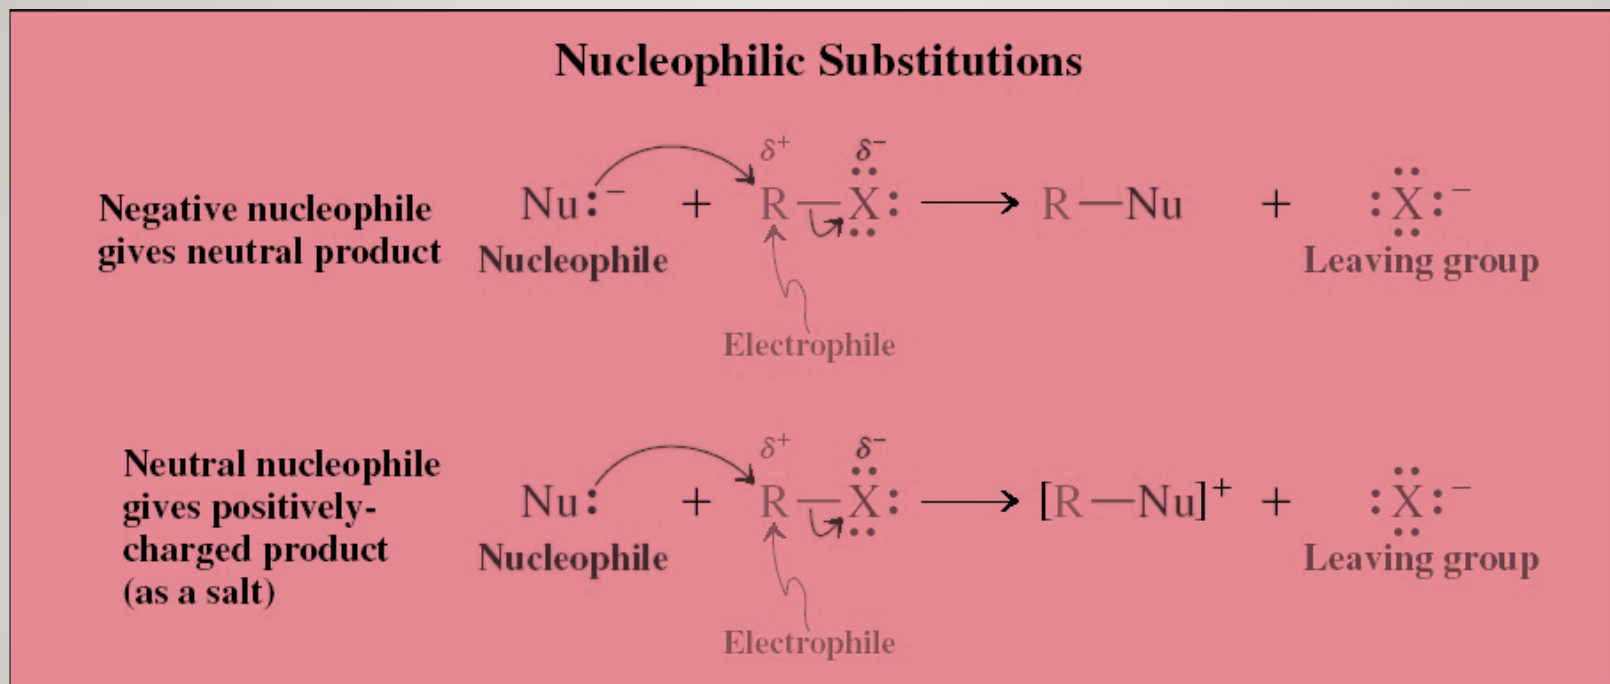 Nucleophilic Substitutions
δ⁺ δ⁻
Negative nucleophile
gives neutral product
Nu:⁻ + R—X: ⟶ R—Nu + :X:⁻
Nucleophile
Leaving group
Electrophile
δ⁺ δ⁻
Neutral nucleophile
gives positively-
charged product
(as a salt)
Nu: + R—X: ⟶ [R—Nu]⁺ + :X:⁻
Nucleophile
Leaving group
Electrophile